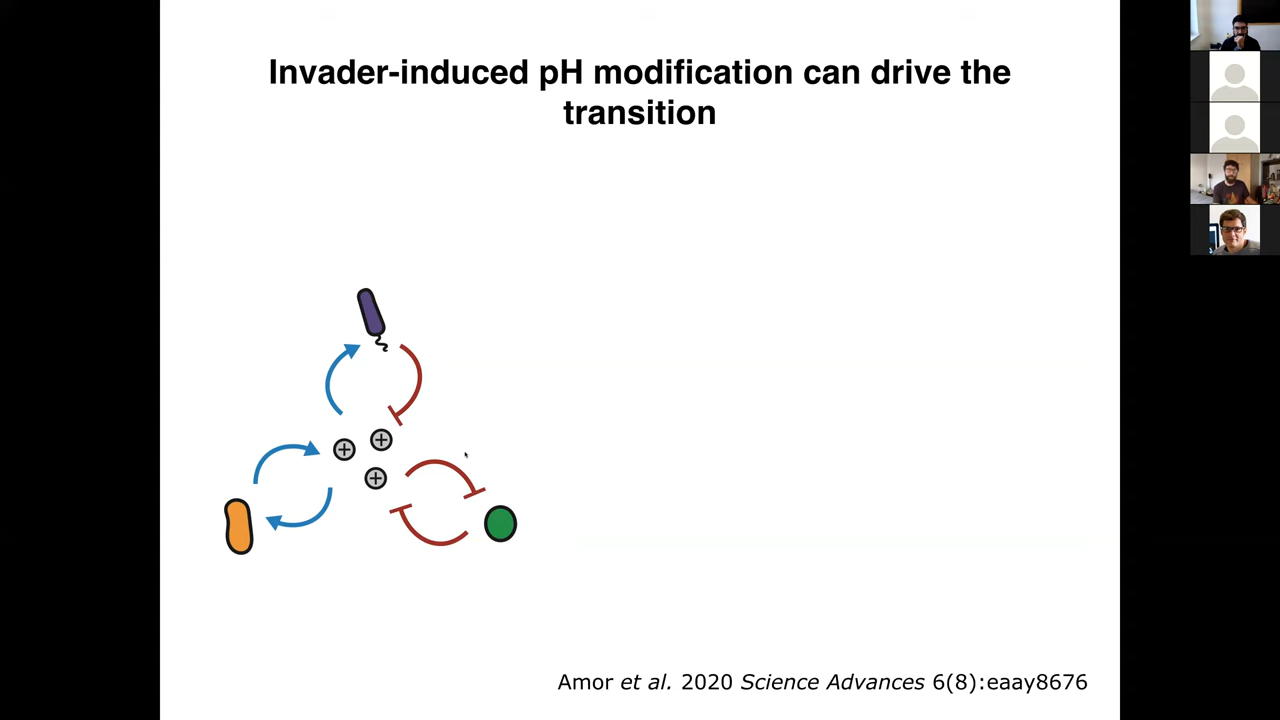 Invader-induced pH modification can drive the
transition
Amor et al. 2020 Science Advances 6(8):eaay8676